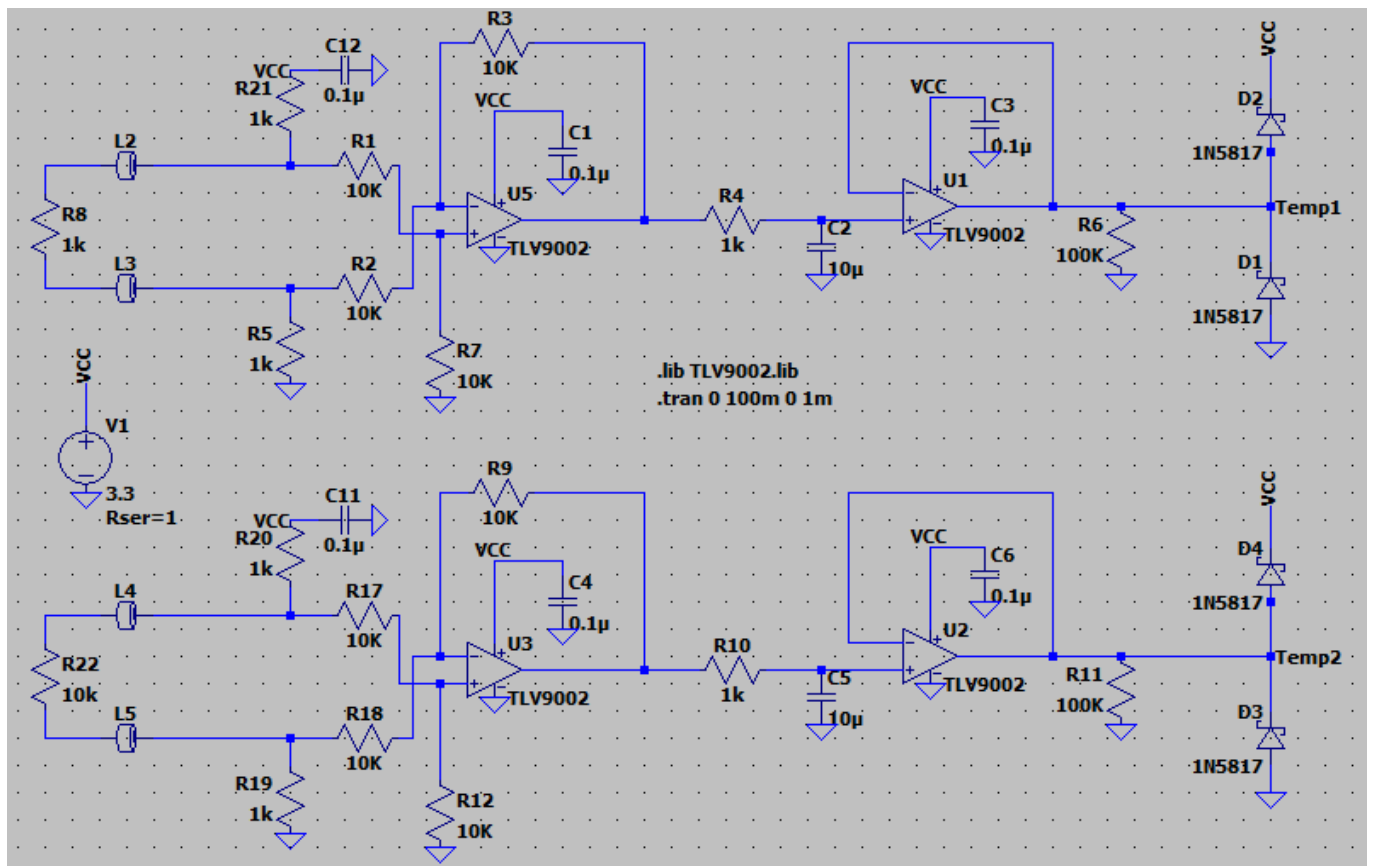 R3
10K
C12
VCC
0.1µ
R21
1k
VCC
C1
0.1µ
VCC
C3
0.1µ
VCC
D2
1N5817
L2
R1
10K
U5
TLV9002
U1
TLV9002
R8
1k
R4
1k
C2
10µ
R6
100K
Temp1
L3
R2
10K
D1
1N5817
R5
1k
R7
10K
VCC
V1
3.3
Rser=1
.lib TLV9002.lib
.tran 0 100m 0 1m
R9
10K
C11
VCC
0.1µ
R20
1k
VCC
C4
0.1µ
VCC
C6
0.1µ
VCC
D4
1N5817
L4
R17
10K
U3
TLV9002
U2
TLV9002
R22
10k
R10
1k
C5
10µ
R11
100K
Temp2
L5
R18
10K
D3
1N5817
R19
1k
R12
10K